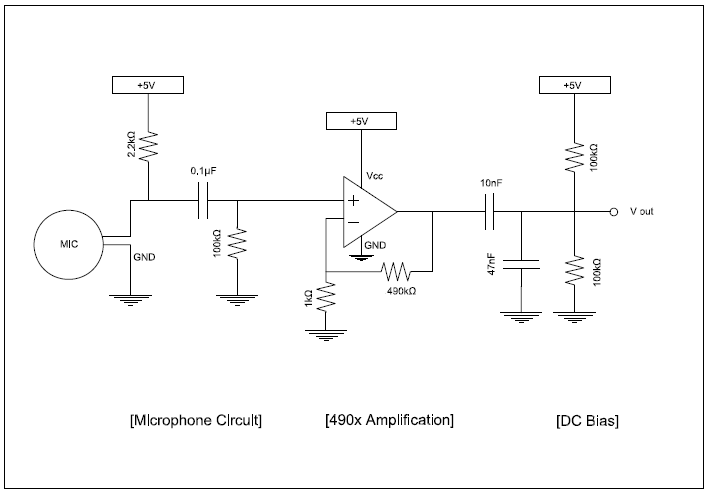 +5V
+5V
+5V
2.2kΩ
0.1µF
Vcc
10nF
100kΩ
+
−
V out
MIC
GND
100kΩ
GND
47nF
100kΩ
1kΩ
490kΩ
[Microphone Circuit]
[490x Amplification]
[DC Bias]